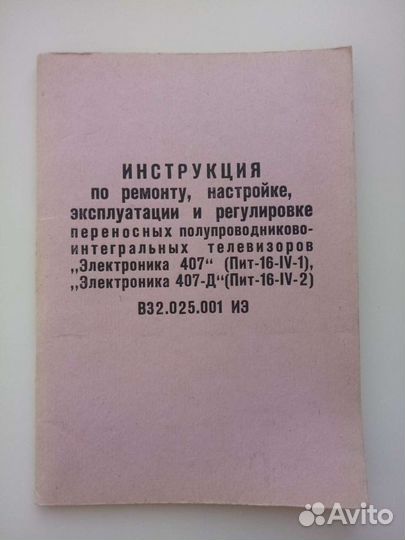 ИНСТРУКЦИЯ
по ремонту, настройке,
эксплуатации и регулировке
переносных полупроводниково-
интегральных телевизоров
„Электроника 407“ (Пит-16-IV-1),
„Электроника 407-Д“(Пит-16-IV-2)
ВЗ2.025.001 ИЭ
Avito